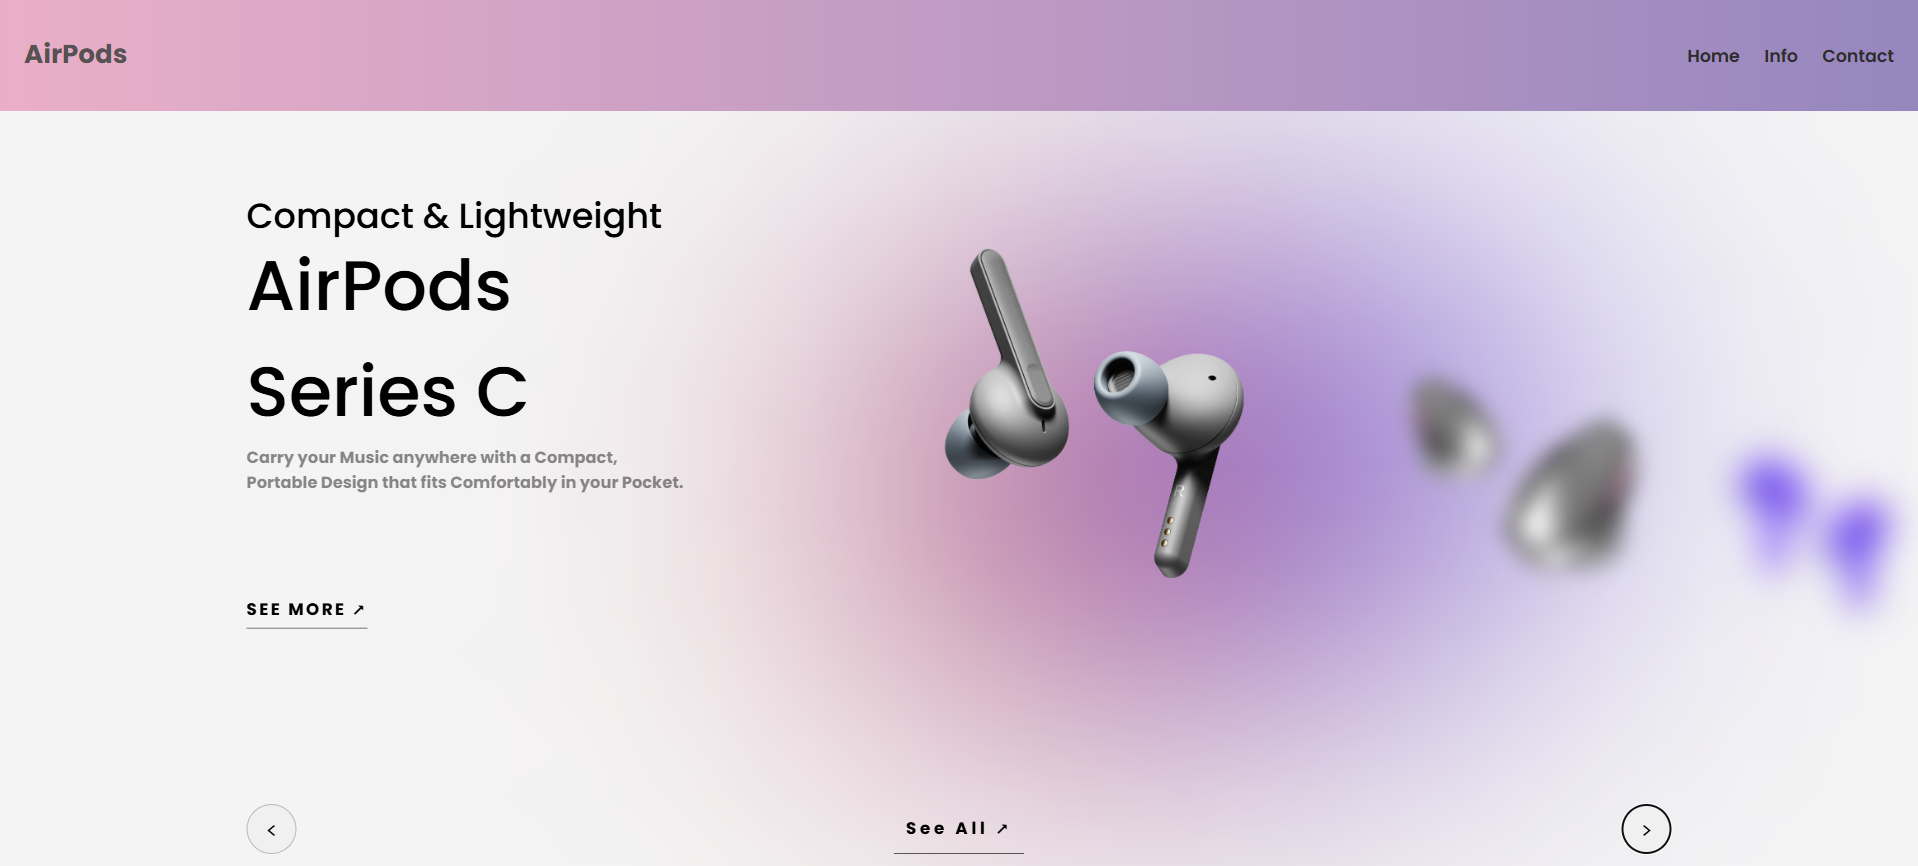 AirPods
Home Info Contact
Compact & Lightweight
AirPods
Series C
Carry your Music anywhere with a Compact,
Portable Design that fits Comfortably in your Pocket.
R
SEE MORE ↗
<
See All ↗
>